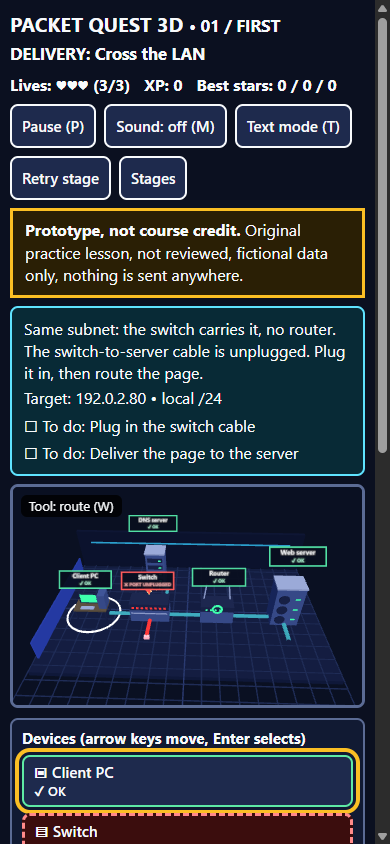 PACKET QUEST 3D • 01 / FIRST
DELIVERY: Cross the LAN
Lives: ♥♥♥ (3/3) XP: 0 Best stars: 0 / 0 / 0
Pause (P) Sound: off (M) Text mode (T)
Retry stage Stages
Prototype, not course credit. Original
practice lesson, not reviewed, fictional data
only, nothing is sent anywhere.
Same subnet: the switch carries it, no router.
The switch-to-server cable is unplugged. Plug
it in, then route the page.
Target: 192.0.2.80 • local /24
☐ To do: Plug in the switch cable
☐ To do: Deliver the page to the server
Tool: route (W)
DNS server
✓ OK
Web server
✓ OK
Client PC
✓ OK
Switch
PORT UNPLUGGED
Router
✓ OK
Devices (arrow keys move, Enter selects)
Client PC
✓ OK
Switch